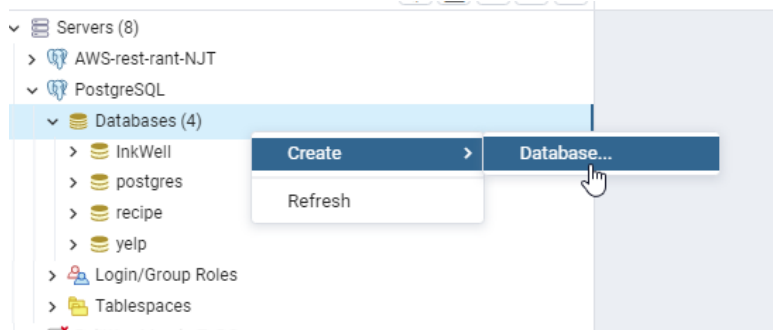 Servers (8)
AWS-rest-rant-NJT
PostgreSQL
Databases (4)
InkWell
Create
Database...
postgres
Refresh
recipe
yelp
Login/Group Roles
Tablespaces